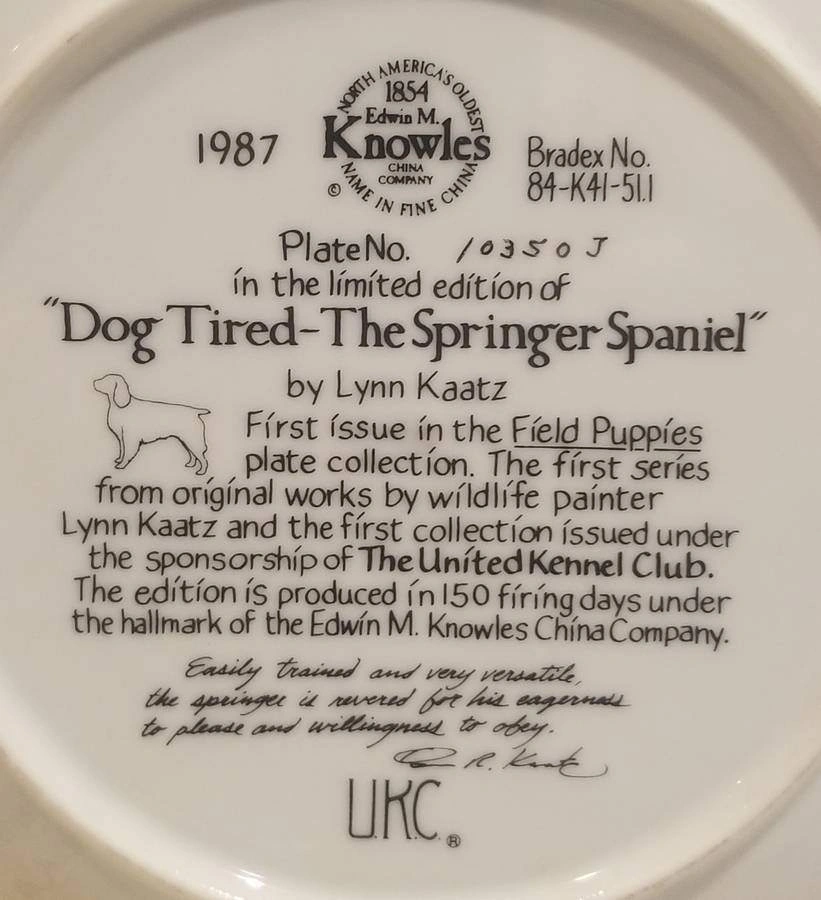 NORTH AMERICA'S OLDEST
1854
Edwin M.
Knowles
CHINA
COMPANY
© NAME IN FINE CHINA
1987
Bradex No.
84-K41-51.1
Plate No. 10350J
in the limited edition of
"Dog Tired-The Springer Spaniel"
by Lynn Kaatz
First issue in the Field Puppies
plate collection. The first series
from original works by wildlife painter
Lynn Kaatz and the first collection issued under
the sponsorship of The United Kennel Club.
The edition is produced in 150 firing days under
the hallmark of the Edwin M. Knowles China Company.
Easily trained and very versatile,
the springer is revered for his eagerness
to please and willingness to obey.
R. Kaatz
U.K.C.®